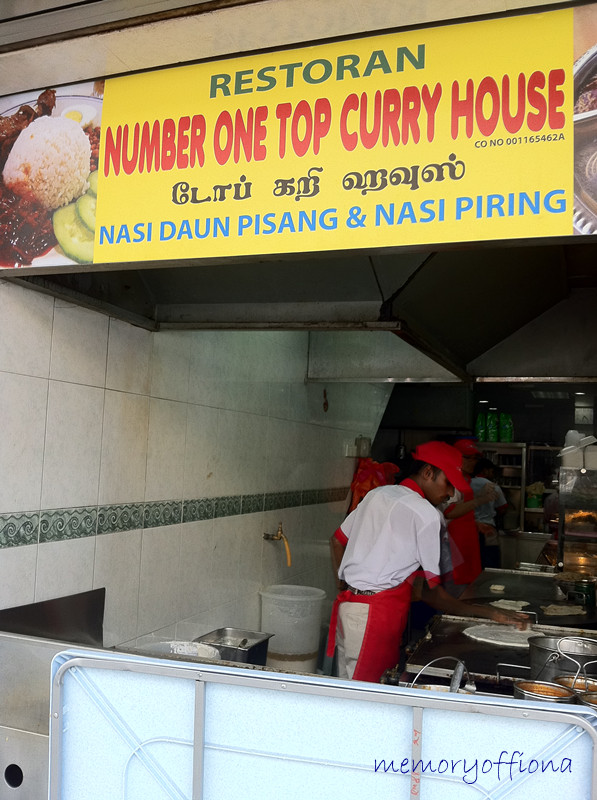 RESTORAN
NUMBER ONE TOP CURRY HOUSE
CO NO 001165462A
டோப் கறி ஹவுஸ்
NASI DAUN PISANG & NASI PIRING
memoryoffiona